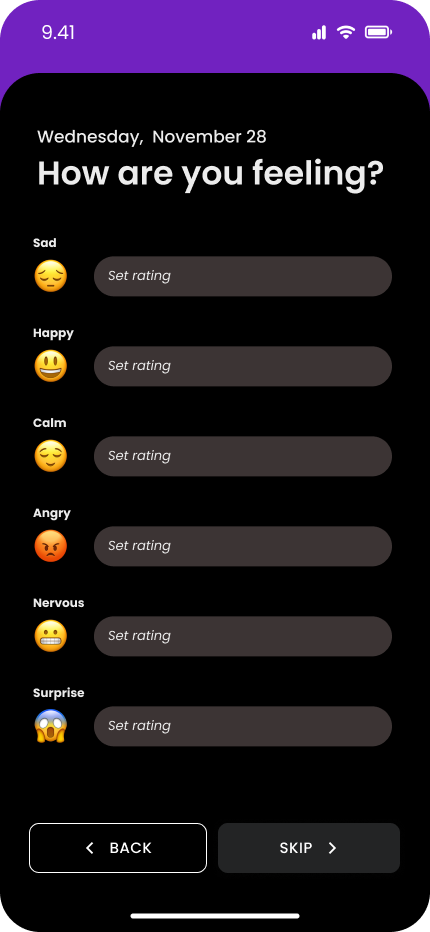 9.41
Wednesday, November 28
How are you feeling?
Sad
Set rating
Happy
Set rating
Calm
Set rating
Angry
Set rating
Nervous
Set rating
Surprise
Set rating
BACK
SKIP